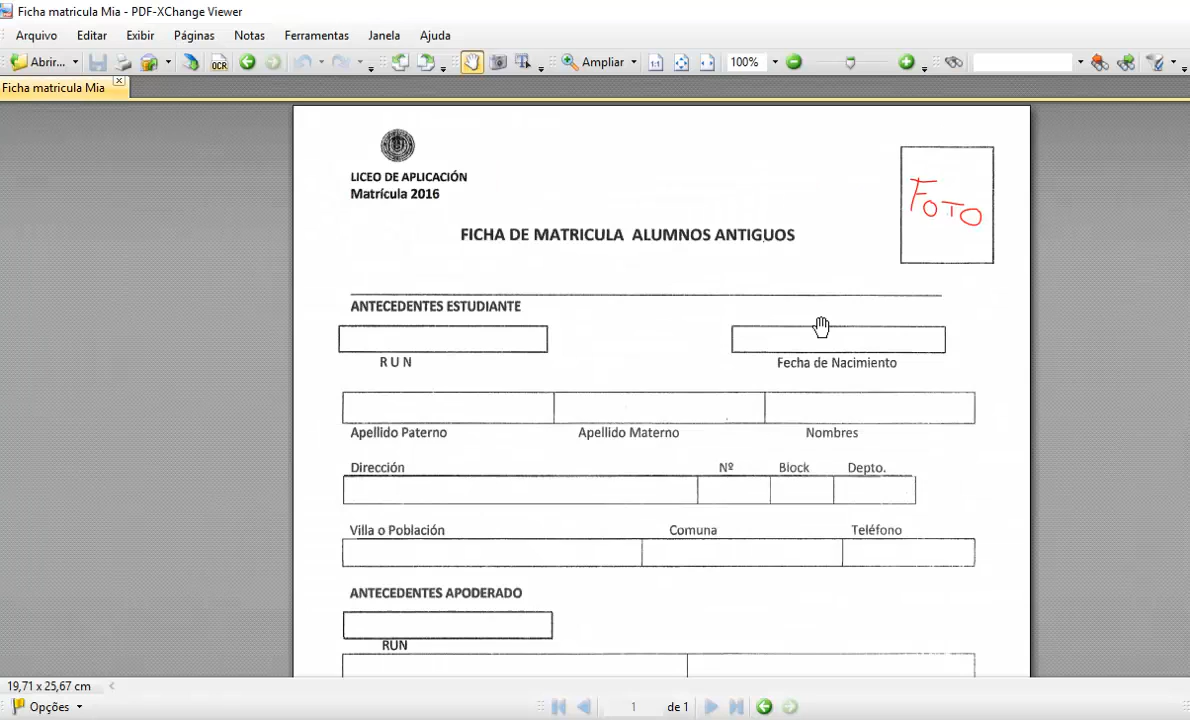 Ficha matricula Mia - PDF-XChange Viewer
Arquivo Editar Exibir Páginas Notas Ferramentas Janela Ajuda
Abrir... OCR Ampliar 1:1 100%
Ficha matricula Mia
LICEO DE APLICACIÓN
Matrícula 2016
FOTO
FICHA DE MATRICULA ALUMNOS ANTIGUOS
ANTECEDENTES ESTUDIANTE
R U N Fecha de Nacimiento
Apellido Paterno Apellido Materno Nombres
Dirección Nº Block Depto.
Villa o Población Comuna Teléfono
ANTECEDENTES APODERADO
RUN
19,71 x 25,67 cm
Opções 1 de 1